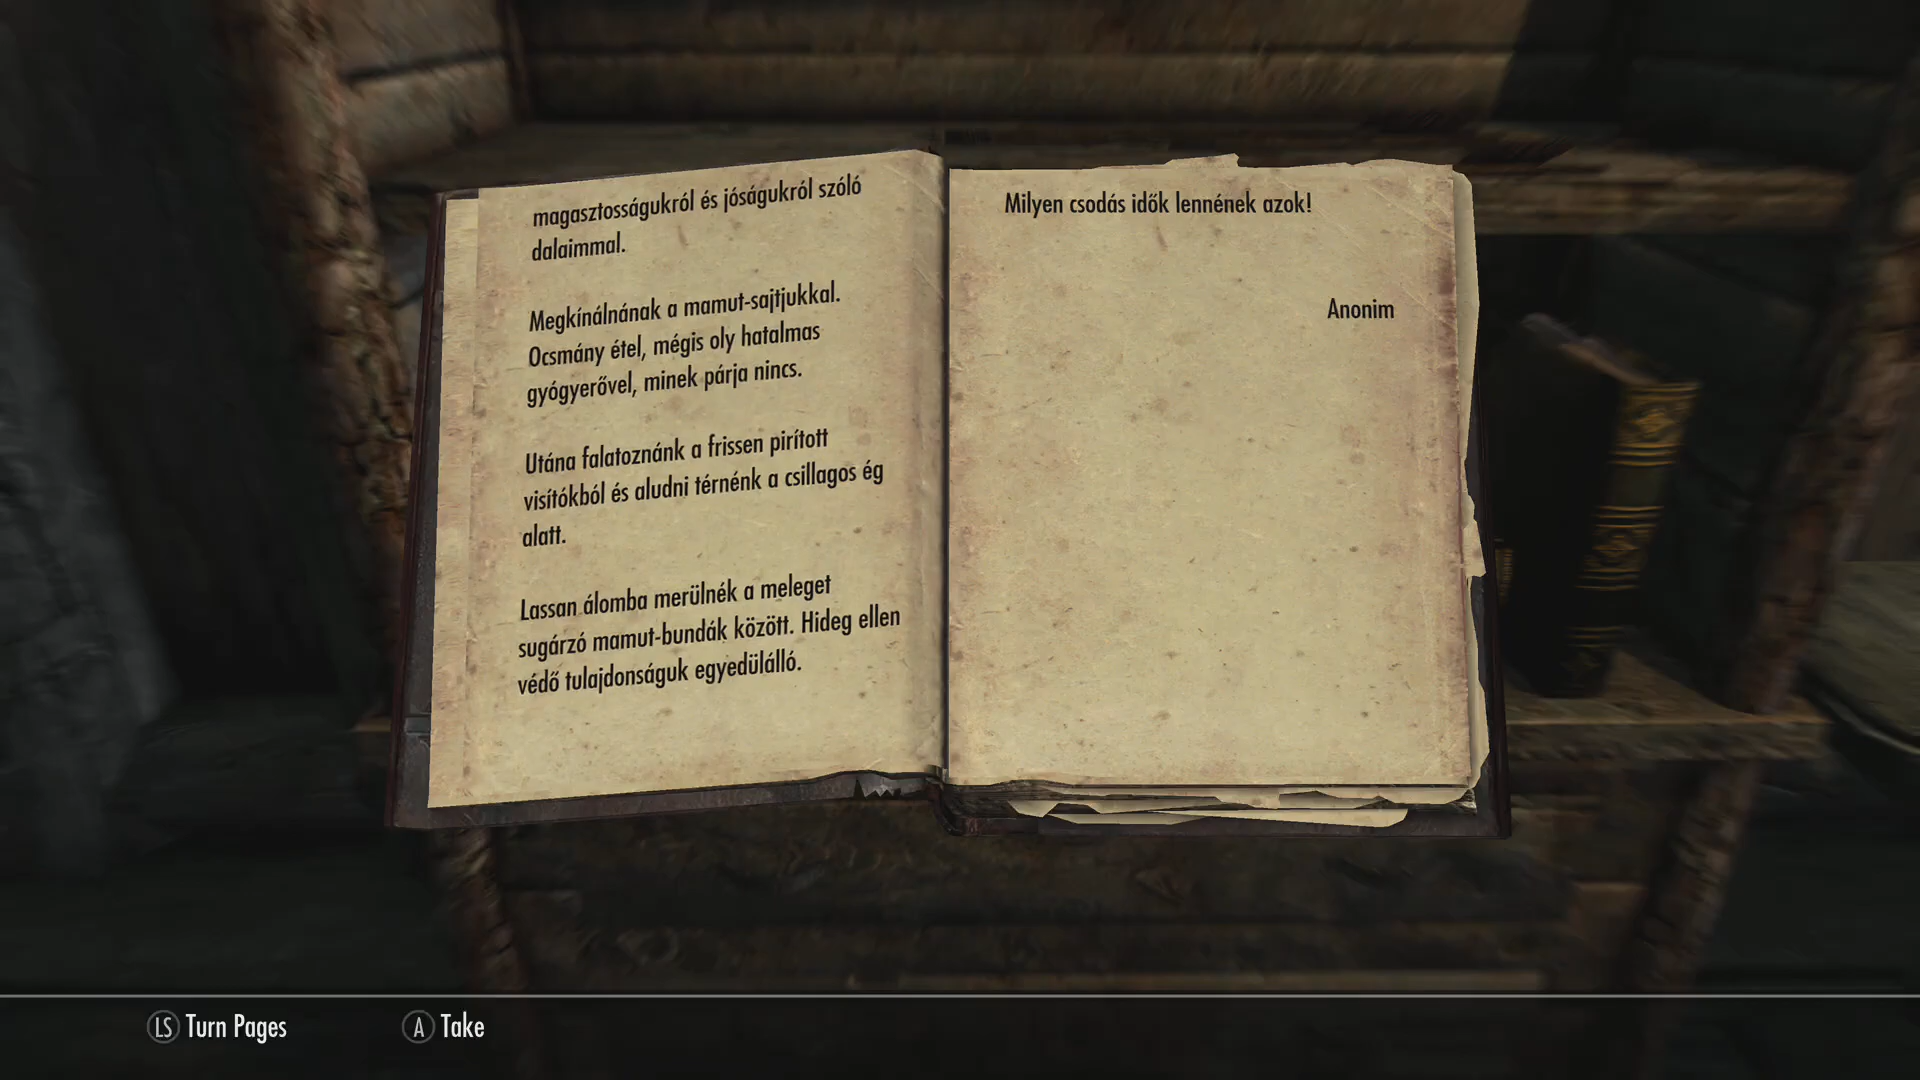 magasztosságukról és jóságukról szóló
dalaimmal.
Megkínálnának a mamut-sajtjukkal.
Ocsmány étel, mégis oly hatalmas
gyógyerővel, minek párja nincs.
Utána falatoznánk a frissen pirított
visítókból és aludni térnénk a csillagos ég
alatt.
Lassan álomba merülnék a meleget
sugárzó mamut-bundák között. Hideg ellen
védő tulajdonságuk egyedülálló.
Milyen csodás idők lennének azok!
Anonim
LS Turn Pages
A Take